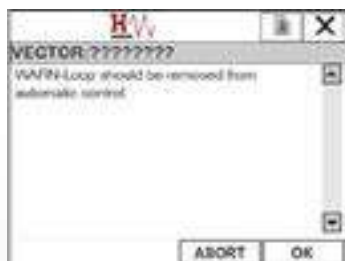 VECTOR:????????
WARN-Loop should be removed from
automatic control
ABORT
OK